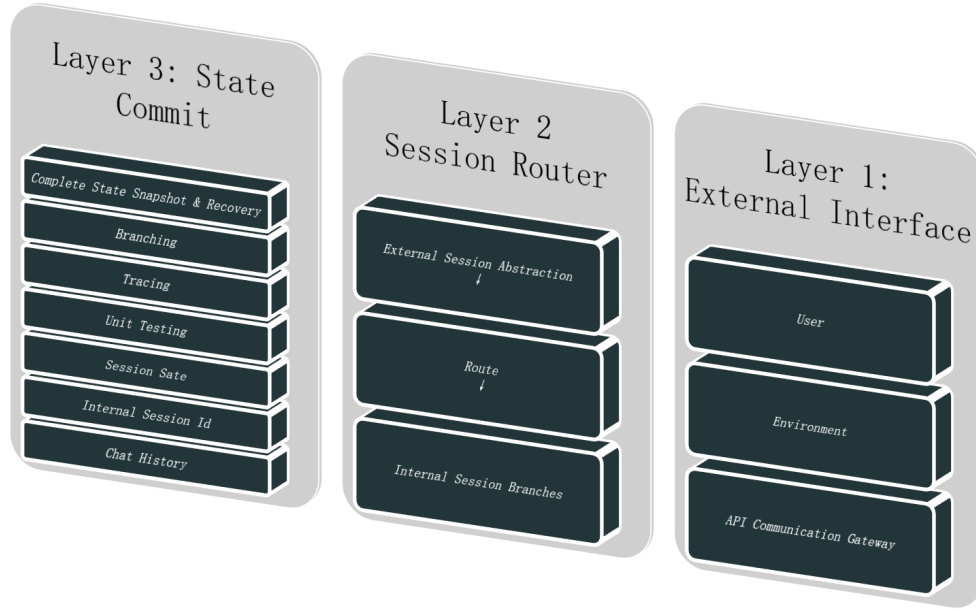 Layer 3: State
Commit
Complete State Snapshot & Recovery
Branching
Tracing
Unit Testing
Session Sate
Internal Session Id
Chat History
Layer 2
Session Router
External Session Abstraction
↓
Route
↓
Internal Session Branches
Layer 1:
External Interface
User
Environment
API Communication Gateway